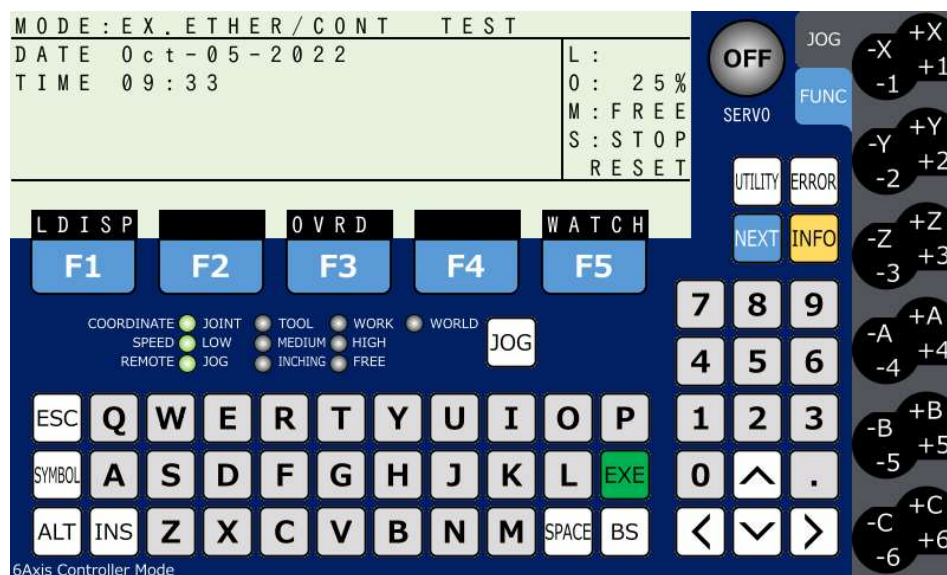 MODE:EX.ETHER/CONT TEST
DATE Oct-05-2022
TIME 09:33
L:
O: 25%
M:FREE
S:STOP
RESET
LDISP OVRD WATCH
F1 F2 F3 F4 F5
OFF
SERVO
JOG
FUNC
UTILITY ERROR
NEXT INFO
COORDINATE JOINT TOOL WORK WORLD
SPEED LOW MEDIUM HIGH
REMOTE JOG INCHING FREE
JOG
7 8 9
4 5 6
1 2 3
0 .
ESC Q W E R T Y U I O P
SYMBOL A S D F G H J K L EXE
ALT INS Z X C V B N M SPACE BS
-X +X
-1 +1
-Y +Y
-2 +2
-Z +Z
-3 +3
-A +A
-4 +4
-B +B
-5 +5
-C +C
-6 +6
6Axis Controller Mode